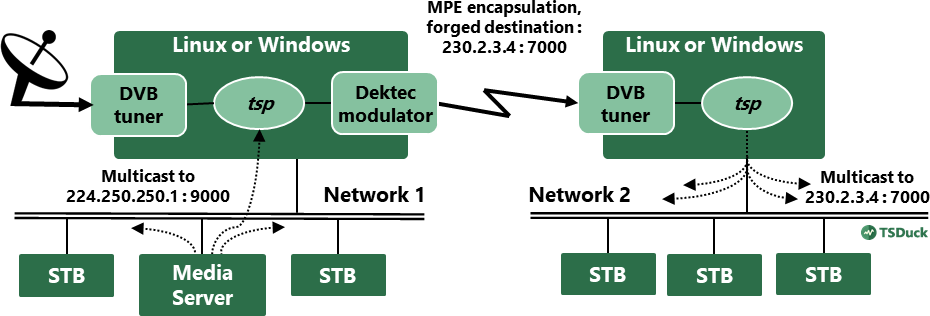 MPE encapsulation,
forged destination :
230.2.3.4 : 7000
Linux or Windows
DVB
tuner
tsp
Dektec
modulator
Linux or Windows
DVB
tuner
tsp
Multicast to
224.250.250.1 : 9000
Network 1
Network 2
Multicast to
230.2.3.4 : 7000
TSDuck
STB
Media
Server
STB
STB
STB
STB